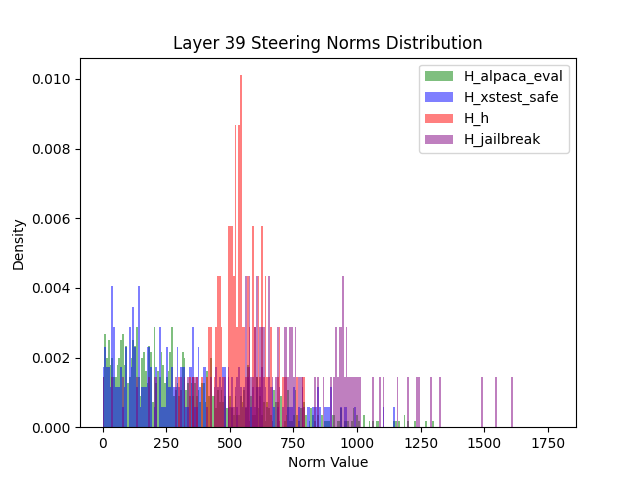 Layer 39 Steering Norms Distribution
H_alpaca_eval
H_xstest_safe
H_h
H_jailbreak
0.010
0.008
0.006
0.004
0.002
0.000
Density
0 250 500 750 1000 1250 1500 1750
Norm Value